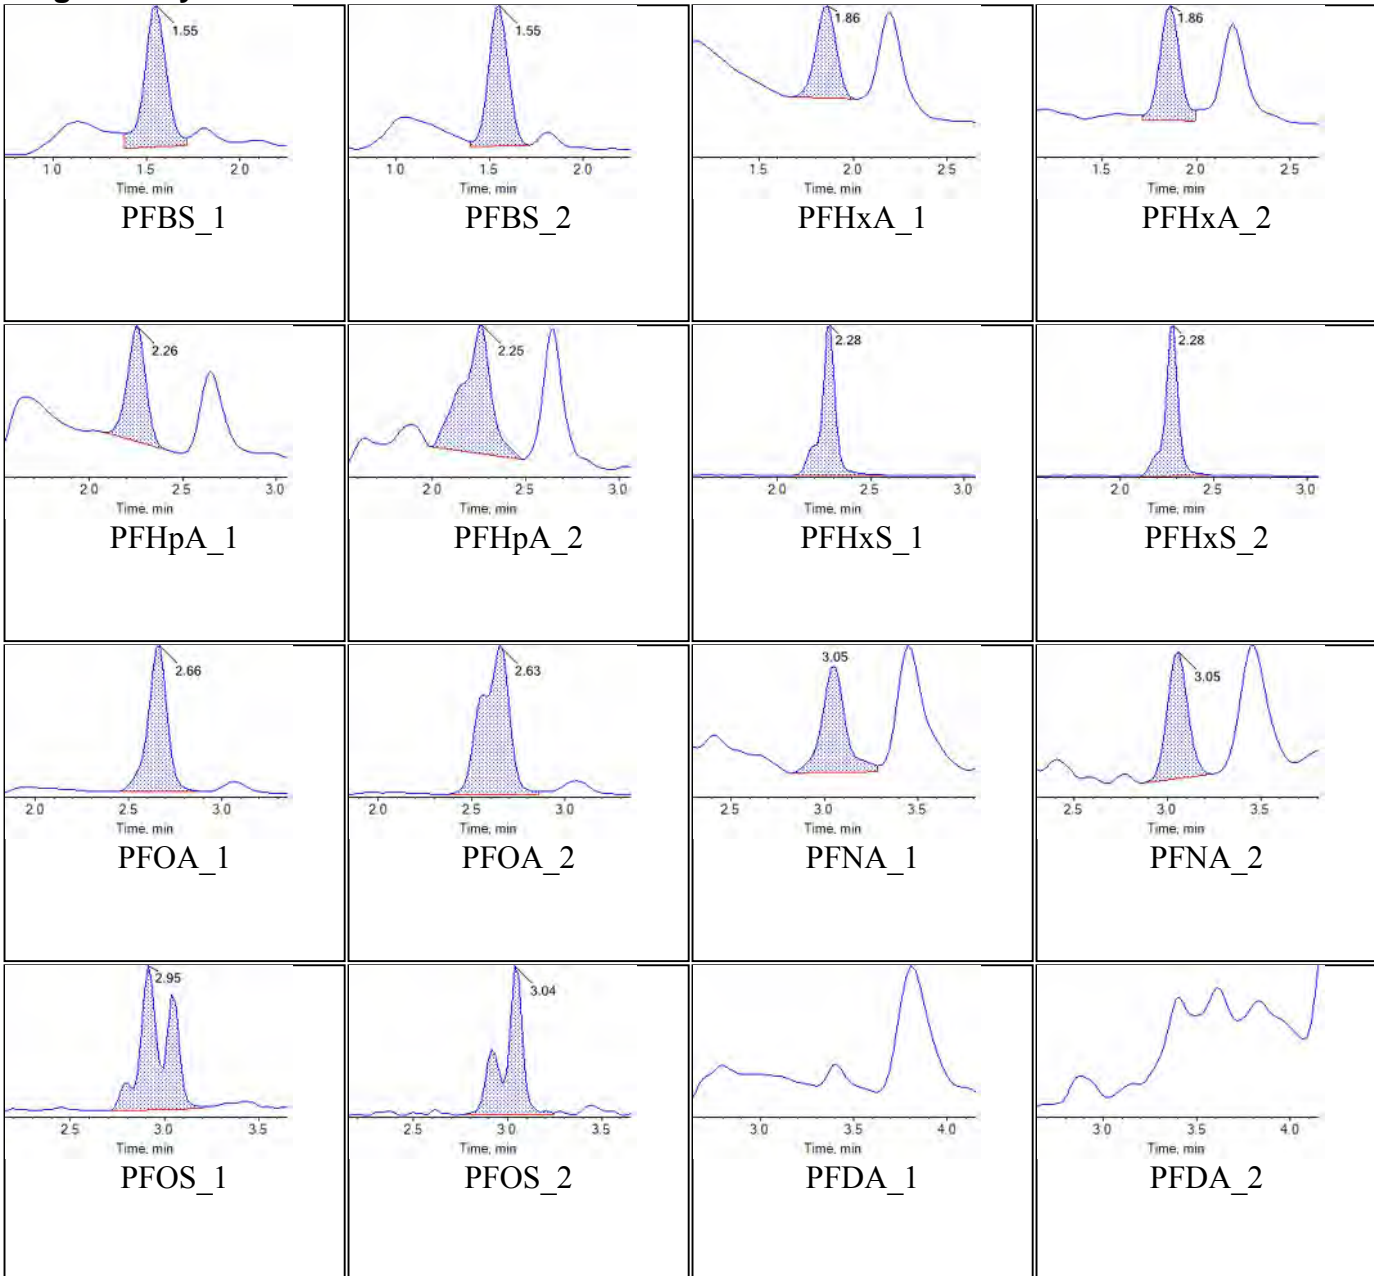 1.55 1.55 1.86 1.86
1.0 1.5 2.0 1.0 1.5 2.0 1.5 2.0 2.5 1.5 2.0 2.5
Time, min Time, min Time, min Time, min
PFBS_1 PFBS_2 PFHxA_1 PFHxA_2
2.26 2.25 2.28 2.28
2.0 2.5 3.0 2.0 2.5 3.0 2.0 2.5 3.0 2.0 2.5 3.0
Time, min Time, min Time, min Time, min
PFHpA_1 PFHpA_2 PFHxS_1 PFHxS_2
2.66 2.63 3.05 3.05
2.0 2.5 3.0 2.0 2.5 3.0 2.5 3.0 3.5 2.5 3.0 3.5
Time, min Time, min Time, min Time, min
PFOA_1 PFOA_2 PFNA_1 PFNA_2
2.95 3.04
2.5 3.0 3.5 2.5 3.0 3.5 3.0 3.5 4.0 3.0 3.5 4.0
Time, min Time, min Time, min Time, min
PFOS_1 PFOS_2 PFDA_1 PFDA_2